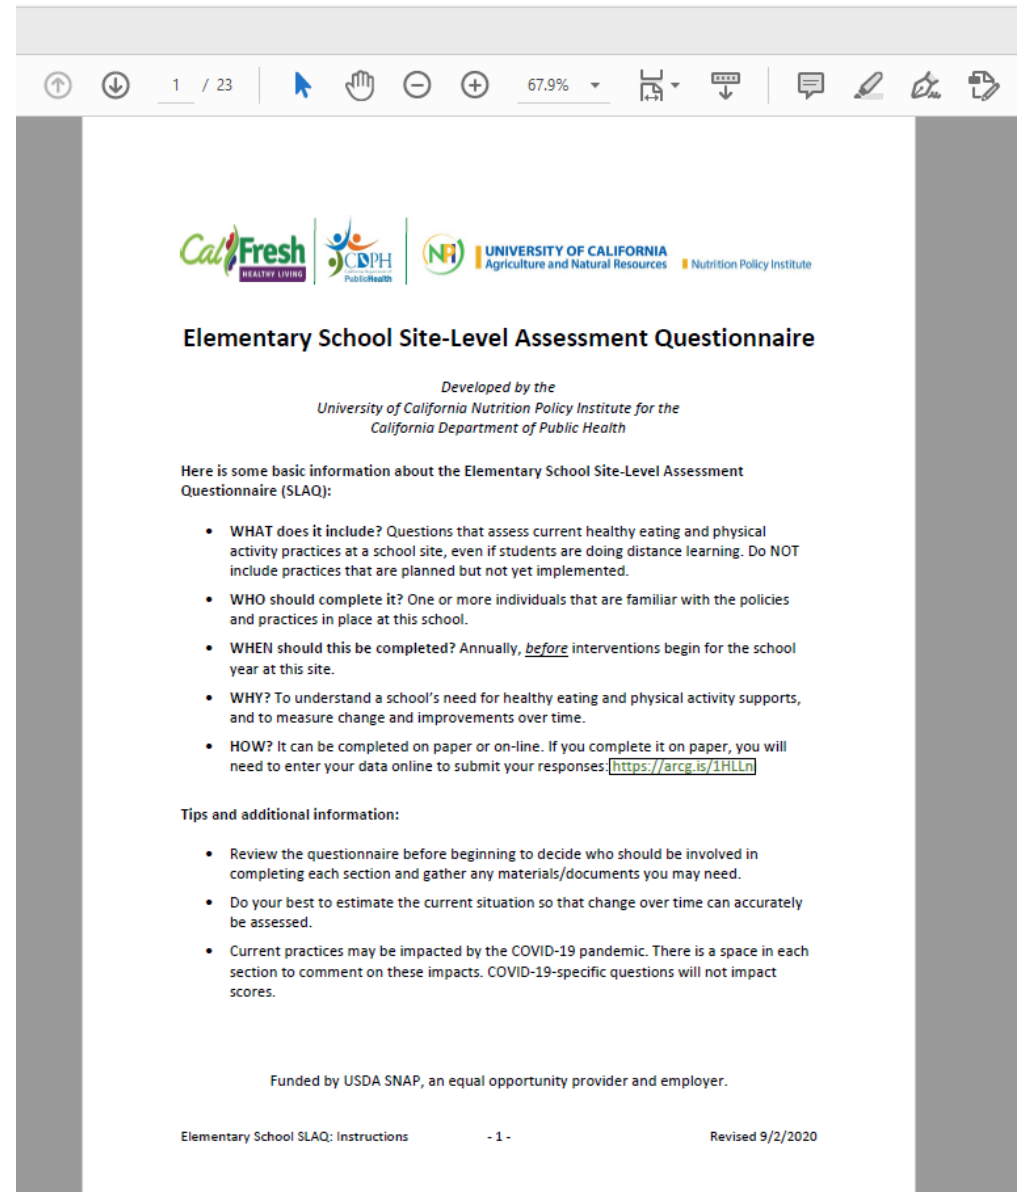 1 / 23
67.9%
CalFresh
HEALTHY LIVING
CDPH
PublicHealth
NPI
UNIVERSITY OF CALIFORNIA
Agriculture and Natural Resources
Nutrition Policy Institute
Elementary School Site-Level Assessment Questionnaire
Developed by the
University of California Nutrition Policy Institute for the
California Department of Public Health
Here is some basic information about the Elementary School Site-Level Assessment
Questionnaire (SLAQ):
• WHAT does it include? Questions that assess current healthy eating and physical
activity practices at a school site, even if students are doing distance learning. Do NOT
include practices that are planned but not yet implemented.
• WHO should complete it? One or more individuals that are familiar with the policies
and practices in place at this school.
• WHEN should this be completed? Annually, before interventions begin for the school
year at this site.
• WHY? To understand a school's need for healthy eating and physical activity supports,
and to measure change and improvements over time.
• HOW? It can be completed on paper or on-line. If you complete it on paper, you will
need to enter your data online to submit your responses: https://arcg.is/1HLLn
Tips and additional information:
• Review the questionnaire before beginning to decide who should be involved in
completing each section and gather any materials/documents you may need.
• Do your best to estimate the current situation so that change over time can accurately
be assessed.
• Current practices may be impacted by the COVID-19 pandemic. There is a space in each
section to comment on these impacts. COVID-19-specific questions will not impact
scores.
Funded by USDA SNAP, an equal opportunity provider and employer.
Elementary School SLAQ: Instructions - 1 - Revised 9/2/2020